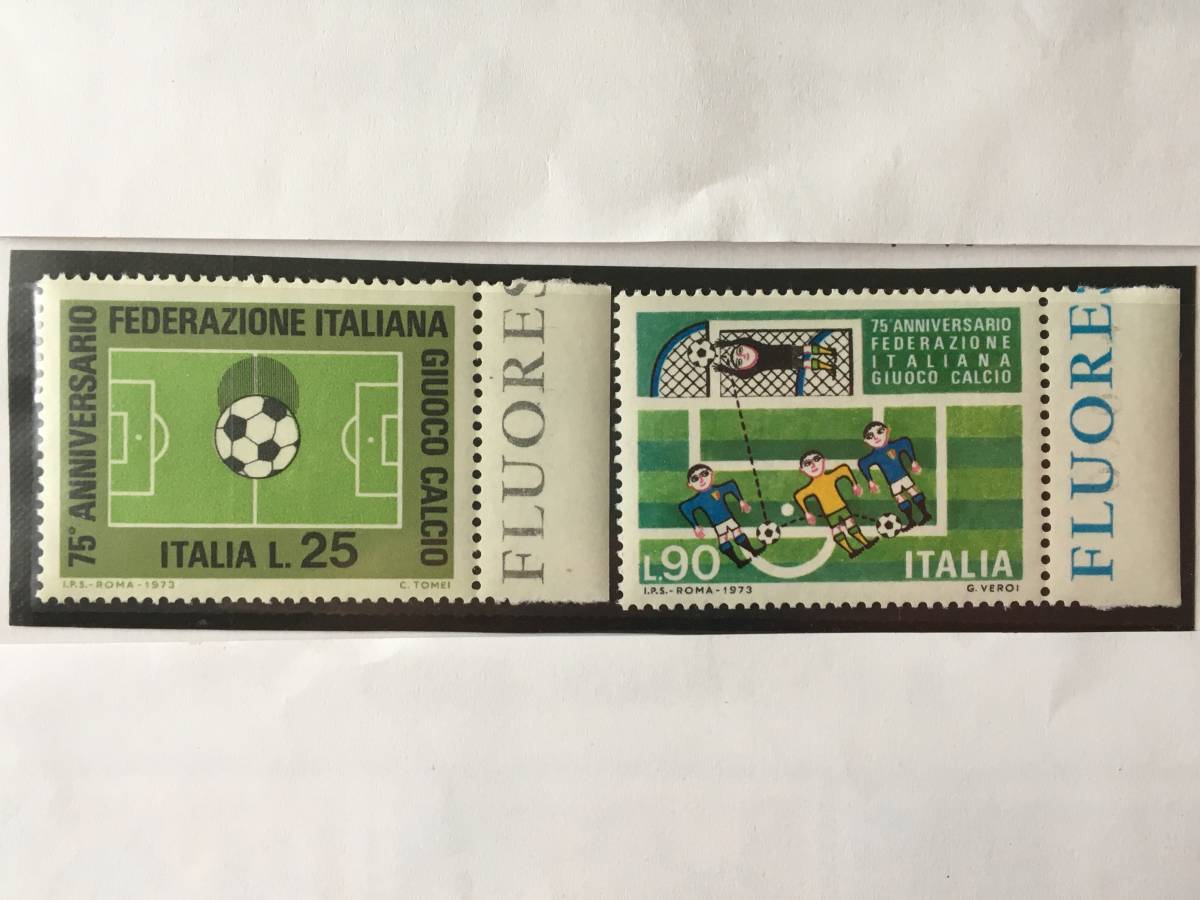 75° ANNIVERSARIO
FEDERAZIONE ITALIANA
GIUOCO CALCIO
ITALIA L. 25
I.P.S.-ROMA-1973
C. TOMEI
FLUORES
75° ANNIVERSARIO
FEDERAZIONE
ITALIANA
GIUOCO CALCIO
L.90
ITALIA
I.P.S.-ROMA-1973
G. VEROI
FLUORES